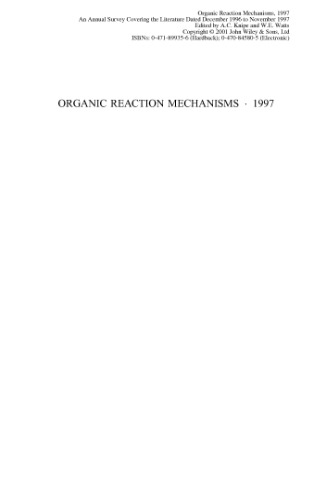 Organic Reaction Mechanisms, 1997
An Annual Survey Covering the Literature Dated December 1996 to November 1997
Edited by A.C. Knipe and W.E. Watts
Copyright © 2001 John Wiley & Sons, Ltd
ISBNs: 0-471-89935-6 (Hardback); 0-470-84580-5 (Electronic)
ORGANIC REACTION MECHANISMS · 1997